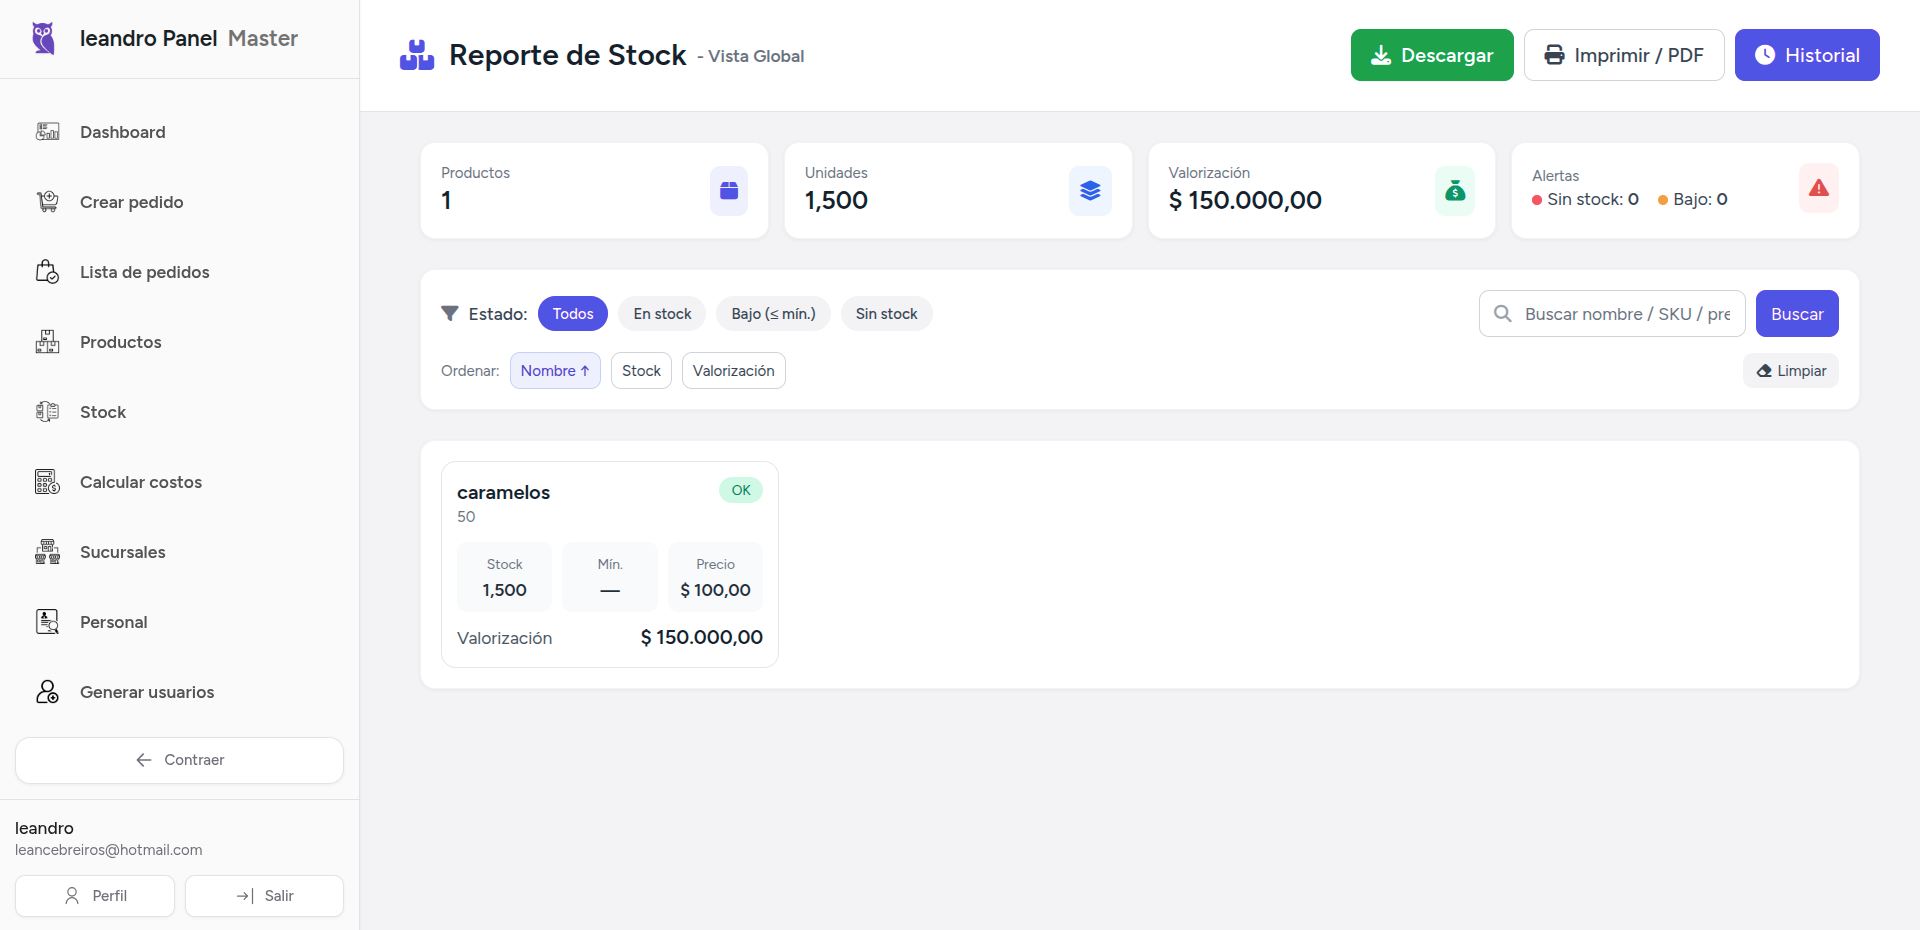 leandro Panel Master
Dashboard
Crear pedido
Lista de pedidos
Productos
Stock
Calcular costos
Sucursales
Personal
Generar usuarios
Contraer
leandro
leancebreiros@hotmail.com
Perfil
Salir
Reporte de Stock - Vista Global
Descargar
Imprimir / PDF
Historial
Productos
1
Unidades
1,500
Valorización
$ 150.000,00
Alertas
Sin stock: 0 Bajo: 0
Estado: Todos En stock Bajo (≤ mín.) Sin stock
Buscar nombre / SKU / pre
Buscar
Ordenar: Nombre ↑ Stock Valorización
Limpiar
caramelos
OK
50
Stock Mín. Precio
1,500 — $ 100,00
Valorización $ 150.000,00